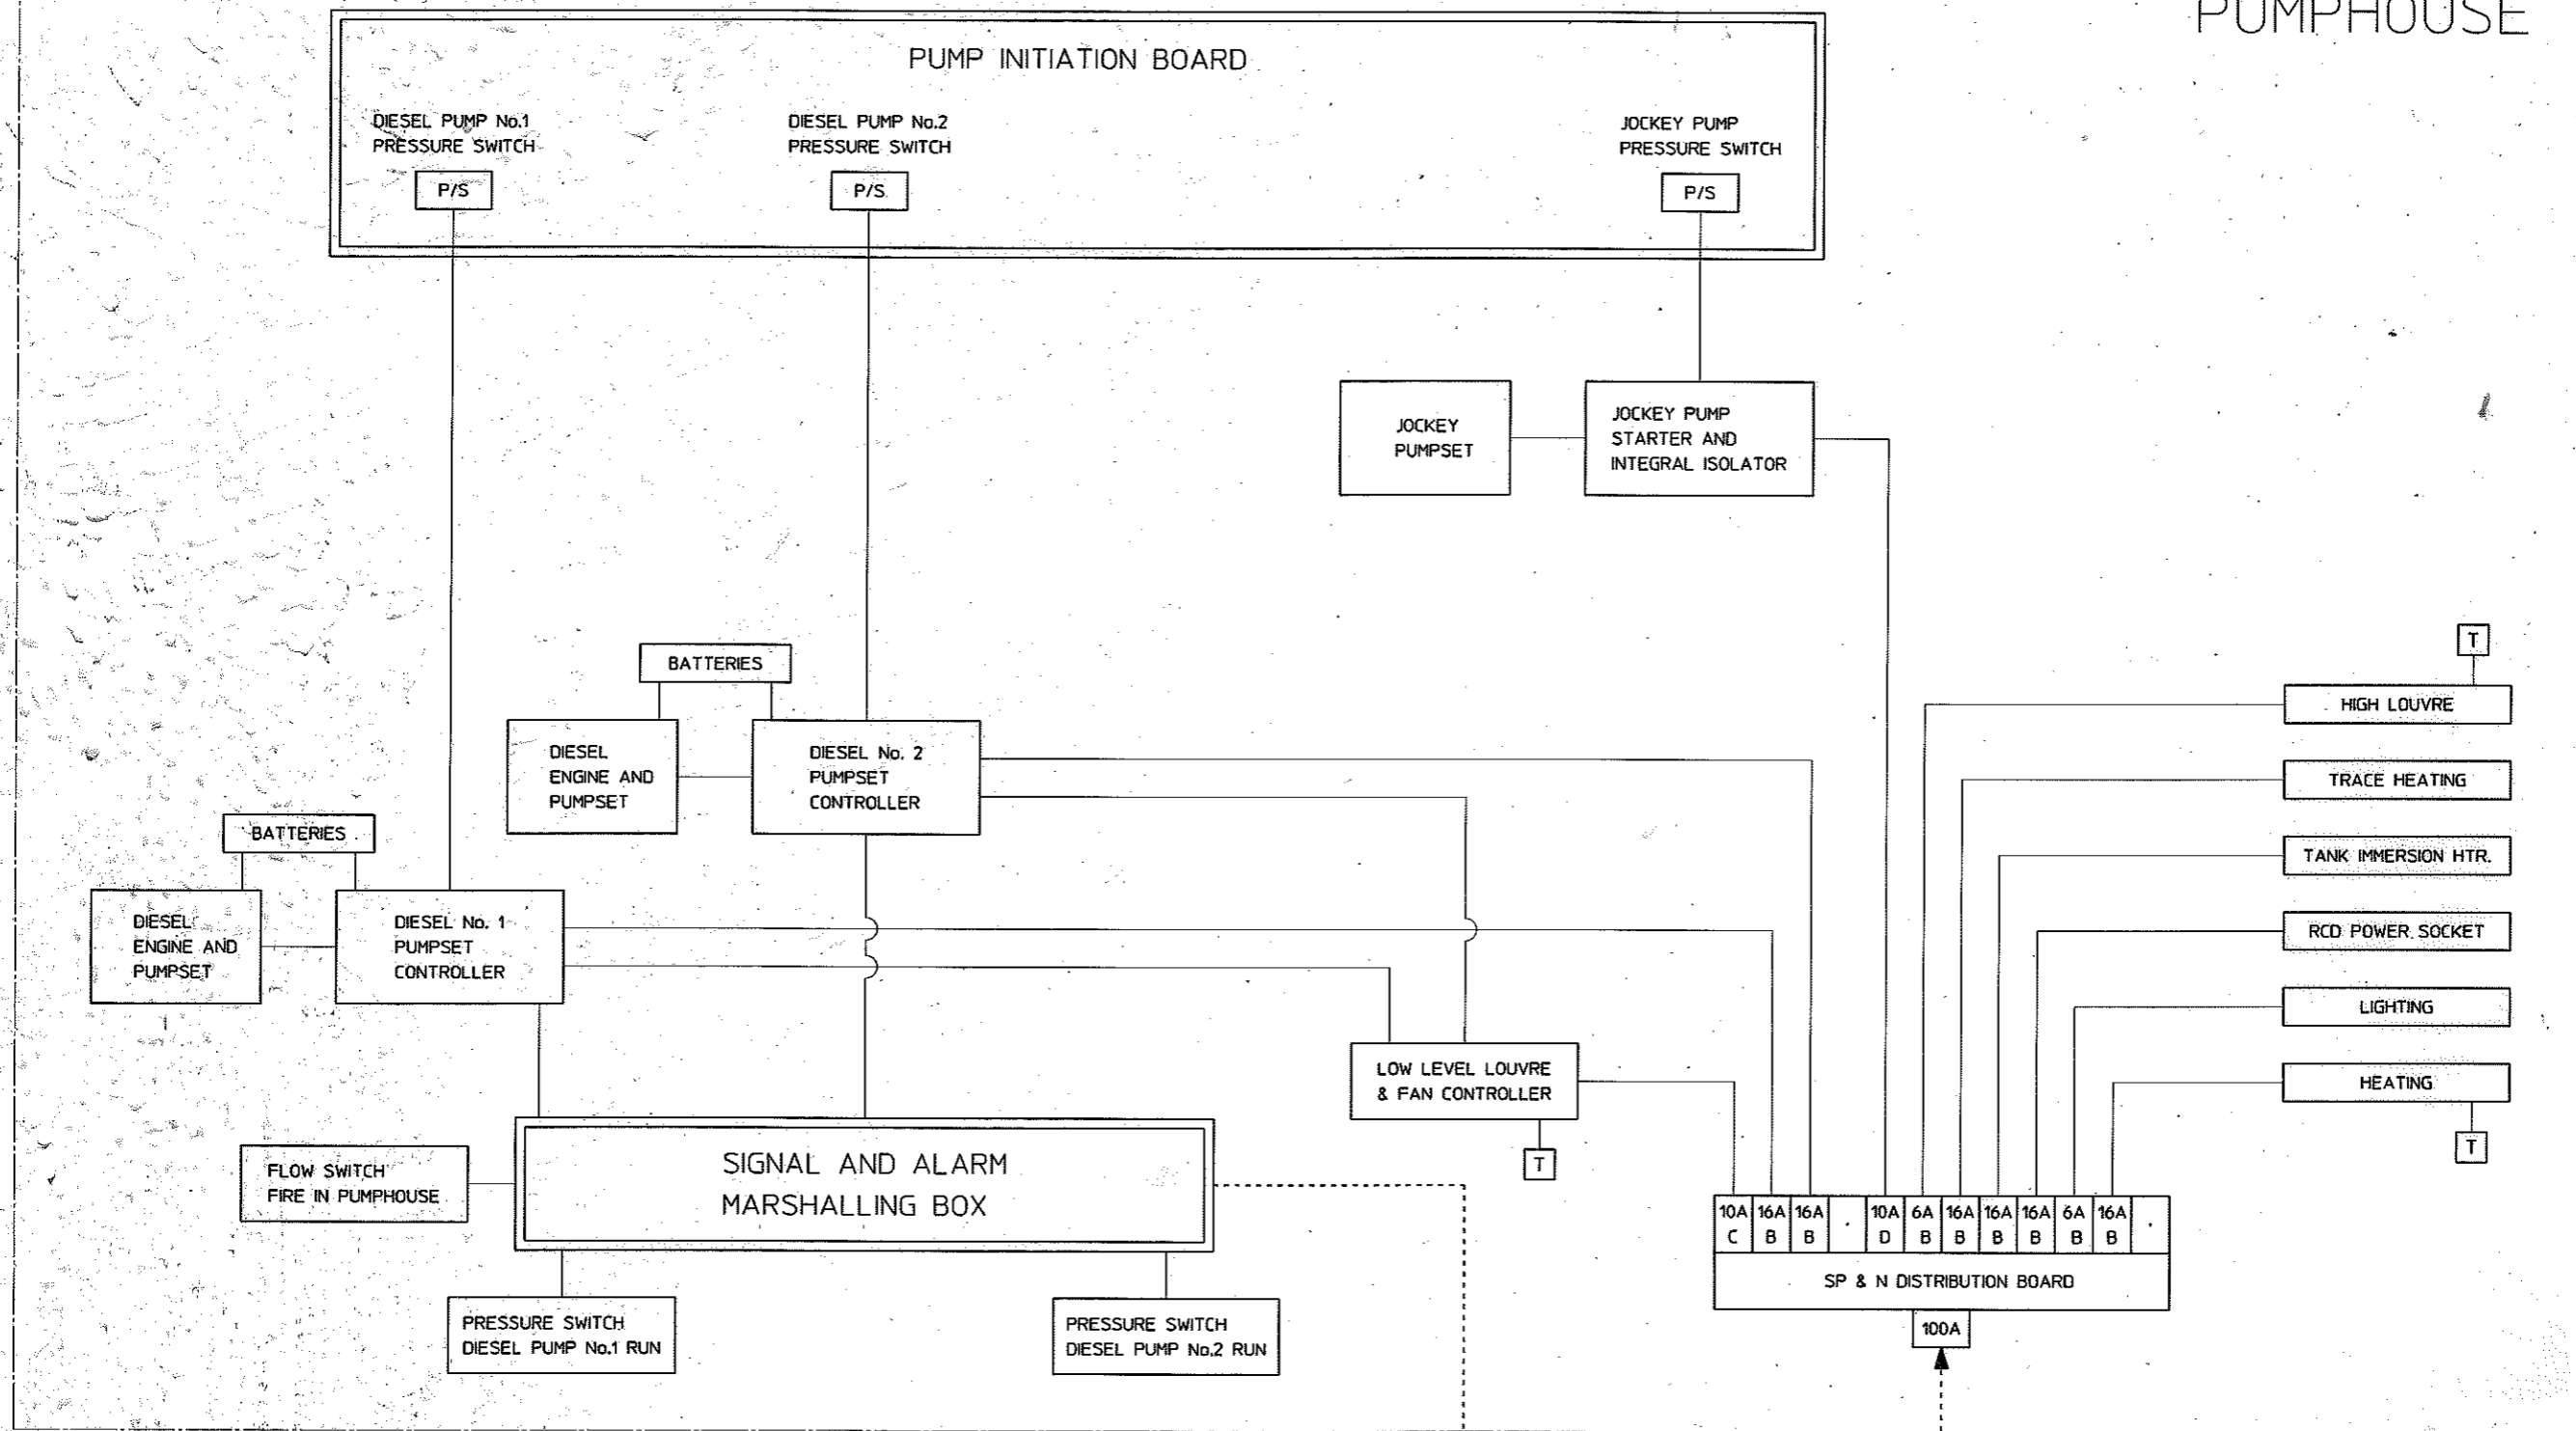 PUMPHOUSE
PUMP INITIATION BOARD
DIESEL PUMP No.1
PRESSURE SWITCH
P/S
DIESEL PUMP No.2
PRESSURE SWITCH
P/S
JOCKEY PUMP
PRESSURE SWITCH
P/S
JOCKEY
PUMPSET
JOCKEY PUMP
STARTER AND
INTEGRAL ISOLATOR
BATTERIES
DIESEL
ENGINE AND
PUMPSET
DIESEL No. 2
PUMPSET
CONTROLLER
BATTERIES
DIESEL
ENGINE AND
PUMPSET
DIESEL No. 1
PUMPSET
CONTROLLER
T
HIGH LOUVRE
TRACE HEATING
TANK IMMERSION HTR.
RCD POWER SOCKET
LIGHTING
HEATING
T
LOW LEVEL LOUVRE
& FAN CONTROLLER
T
FLOW SWITCH
FIRE IN PUMPHOUSE
SIGNAL AND ALARM
MARSHALLING BOX
PRESSURE SWITCH
DIESEL PUMP No.1 RUN
PRESSURE SWITCH
DIESEL PUMP No.2 RUN
10A 16A 16A 10A 6A 16A 16A 16A 6A 16A
C B B D B B B B B B
SP & N DISTRIBUTION BOARD
100A